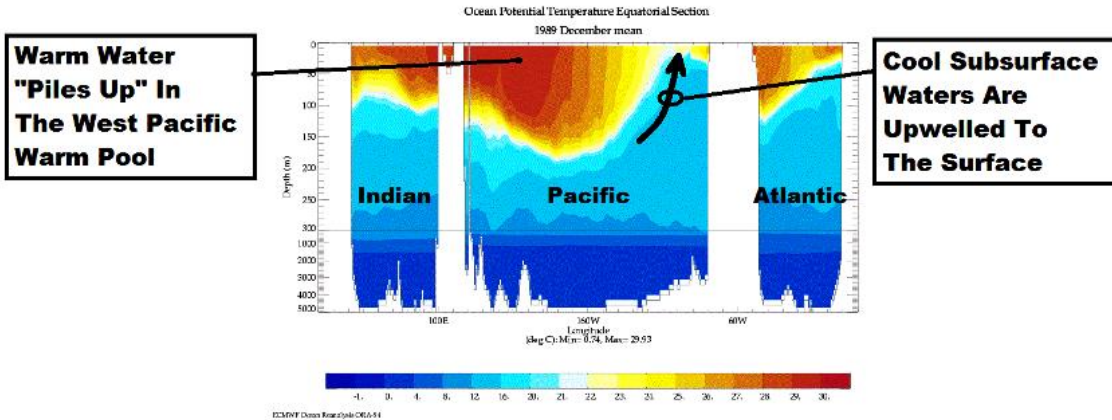 Ocean Potential Temperature Equatorial Section
1989 December mean
Warm Water
"Piles Up" In
The West Pacific
Warm Pool
Cool Subsurface
Waters Are
Upwelled To
The Surface
Depth (m)
0
50
100
150
200
250
300
1000
2000
3000
4000
5000
Indian
Pacific
Atlantic
100E
160W
60W
Longitude
(deg C): Min= 0.74, Max= 29.93
-1. 0. 4. 8. 12. 16. 20. 21. 22. 23. 24. 25. 26. 27. 28. 29. 30.
ECMWF Ocean Reanalysis ORA-S4